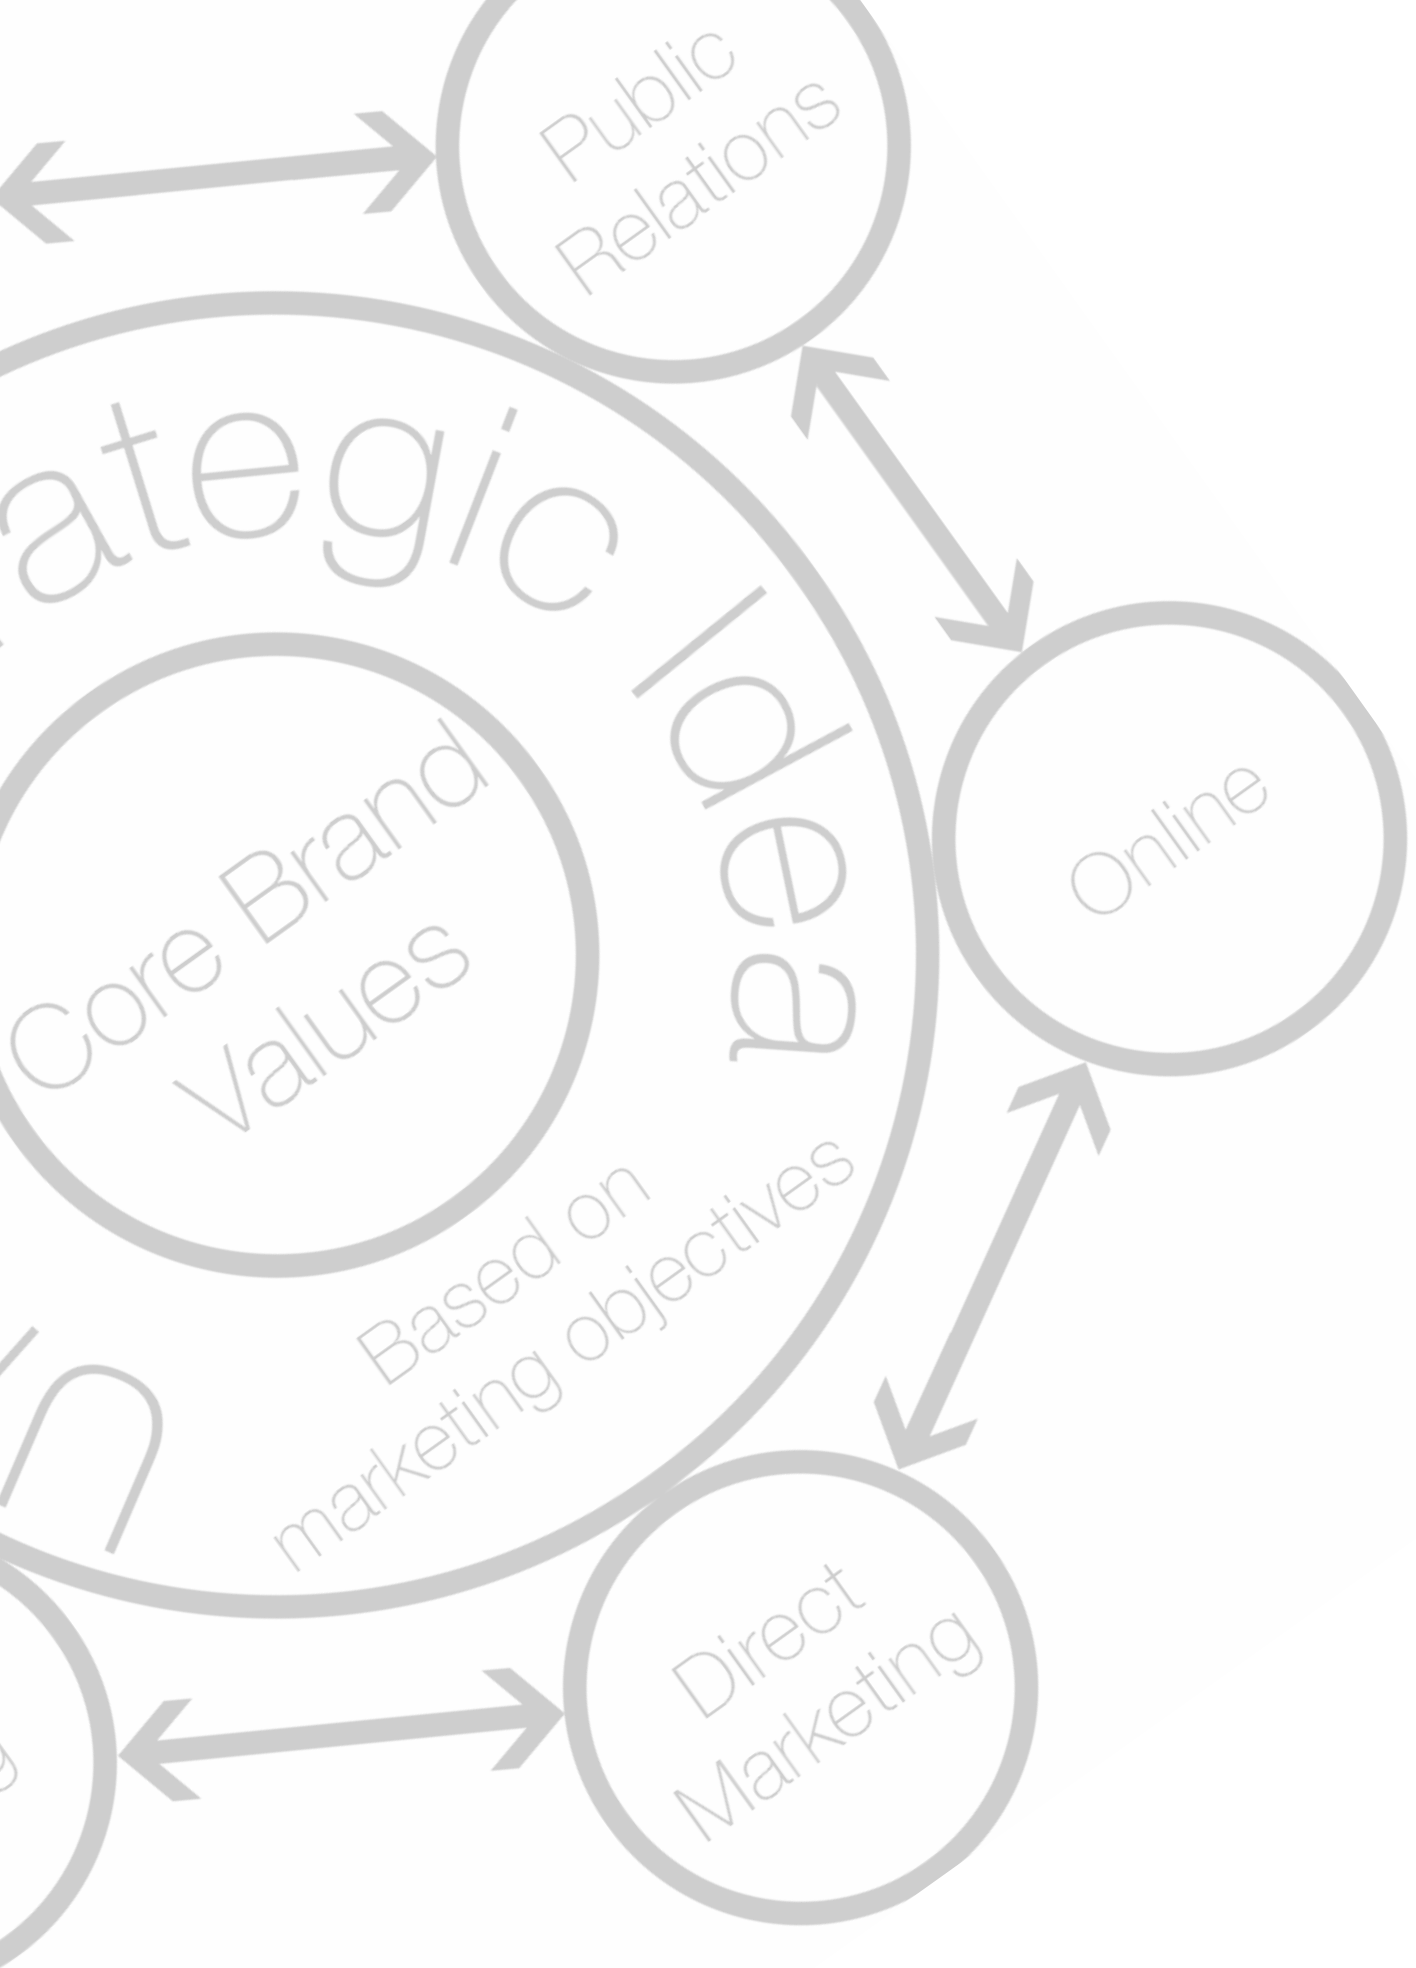 Public
Relations
ategic Idea
Core Brand
Values
Online
Based on
marketing objectives
Direct
Marketing